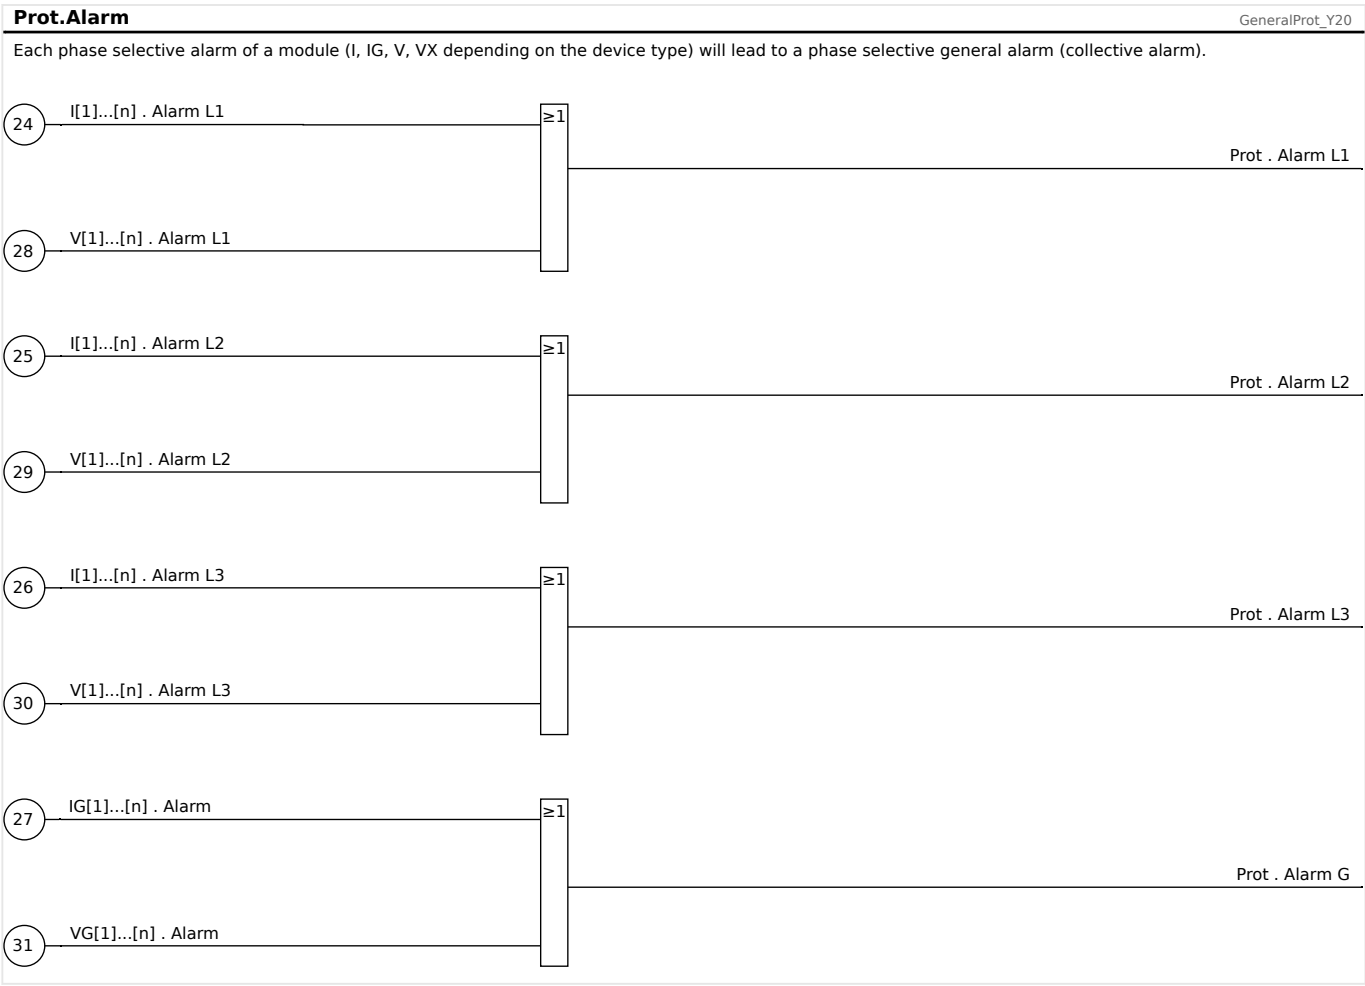 Prot.Alarm
GeneralProt_Y20
Each phase selective alarm of a module (I, IG, V, VX depending on the device type) will lead to a phase selective general alarm (collective alarm).
24
I[1]...[n] . Alarm L1
≥1
Prot . Alarm L1
28
V[1]...[n] . Alarm L1
25
I[1]...[n] . Alarm L2
≥1
Prot . Alarm L2
29
V[1]...[n] . Alarm L2
26
I[1]...[n] . Alarm L3
≥1
Prot . Alarm L3
30
V[1]...[n] . Alarm L3
27
IG[1]...[n] . Alarm
≥1
Prot . Alarm G
31
VG[1]...[n] . Alarm